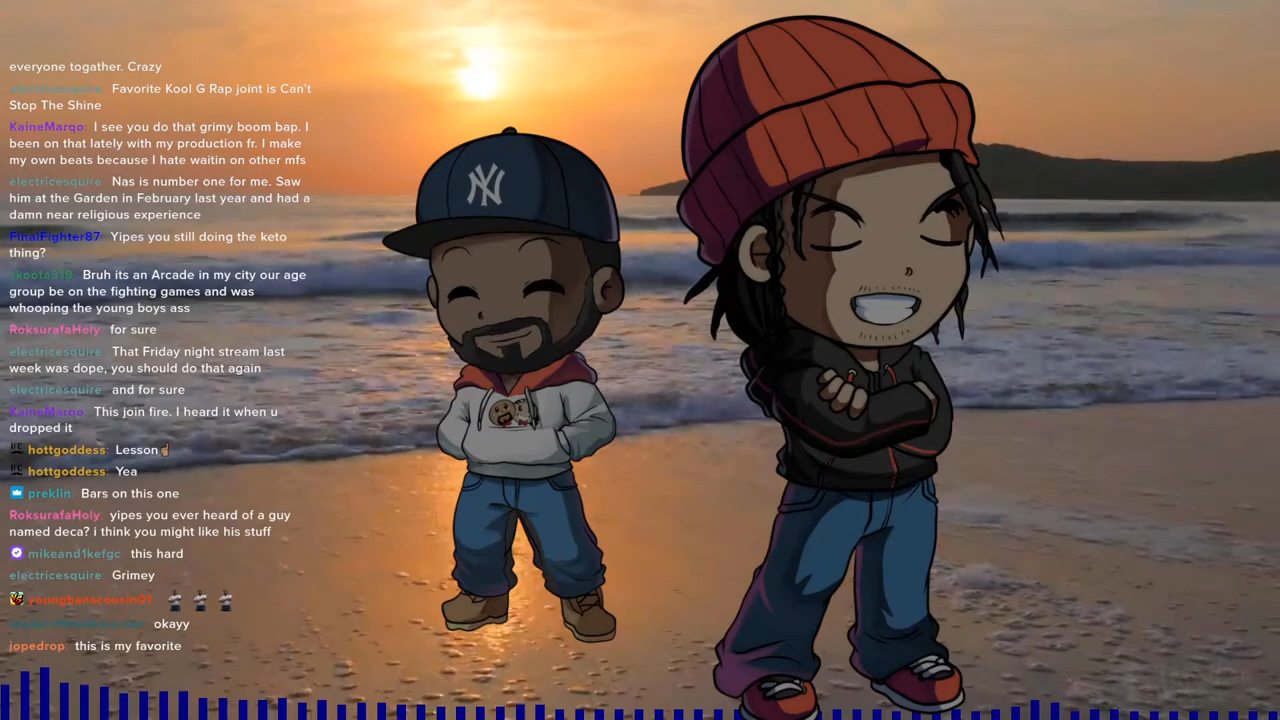 everyone togather. Crazy
electricesquire: Favorite Kool G Rap joint is Can't
Stop The Shine
KaineMarqo: I see you do that grimy boom bap. I
been on that lately with my production fr. I make
my own beats because I hate waitin on other mfs
electricesquire: Nas is number one for me. Saw
him at the Garden in February last year and had a
damn near religious experience
FinalFighter87: Yipes you still doing the keto
thing?
skoota818: Bruh its an Arcade in my city our age
group be on the fighting games and was
whooping the young boys ass
RoksurafaHoly: for sure
electricesquire: That Friday night stream last
week was dope, you should do that again
electricesquire: and for sure
KaineMarqo: This join fire. I heard it when u
dropped it
hottgoddess: Lesson☝🏾
hottgoddess: Yea
preklin: Bars on this one
RoksurafaHoly: yipes you ever heard of a guy
named deca? i think you might like his stuff
mikeand1kefgc: this hard
electricesquire: Grimey
okayy
jopedrop: this is my favorite
NY